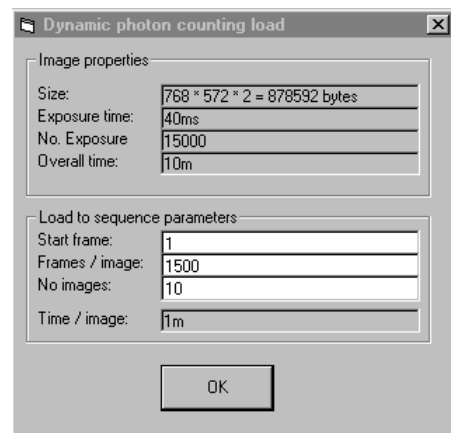 Dynamic photon counting load
Image properties
Size: 768 * 572 * 2 = 878592 bytes
Exposure time: 40ms
No. Exposure 15000
Overall time: 10m
Load to sequence parameters
Start frame: 1
Frames / image: 1500
No images: 10
Time / image: 1m
OK